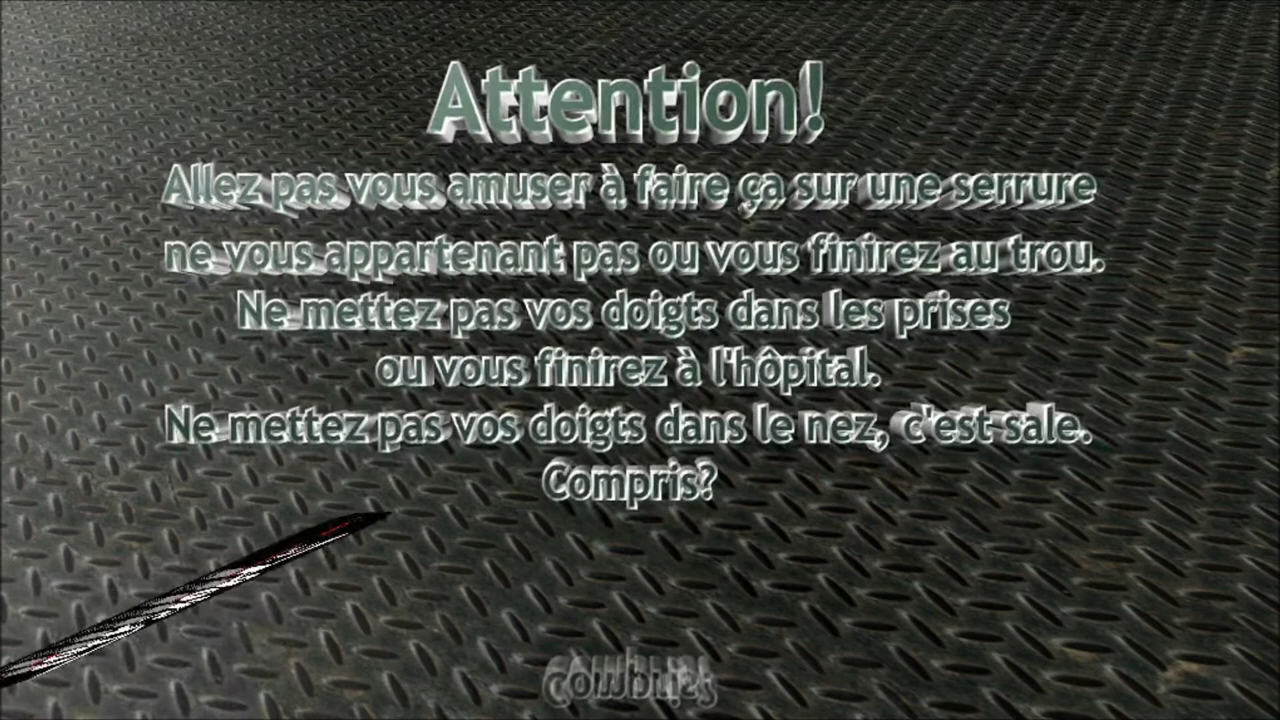 Attention!
Allez pas vous amuser à faire ça sur une serrure
ne vous appartenant pas ou vous finirez au trou.
Ne mettez pas vos doigts dans les prises
ou vous finirez à l'hôpital.
Ne mettez pas vos doigts dans le nez, c'est sale.
Compris?